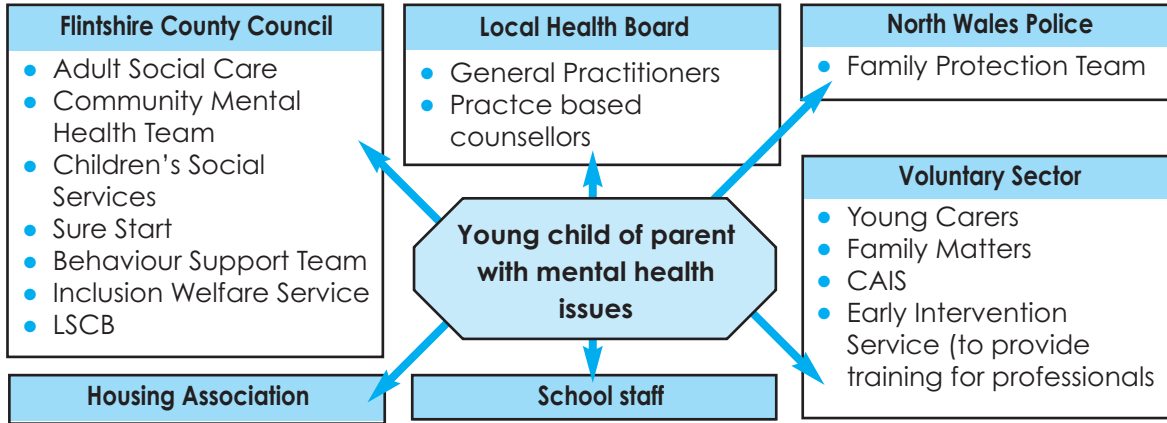 Flintshire County Council
Adult Social Care
Community Mental
Health Team
Children's Social
Services
Sure Start
Behaviour Support Team
Inclusion Welfare Service
LSCB
Local Health Board
General Practitioners
Practce based
counsellors
North Wales Police
Family Protection Team
Young child of parent
with mental health
issues
Voluntary Sector
Young Carers
Family Matters
CAIS
Early Intervention
Service (to provide
training for professionals
Housing Association
School staff